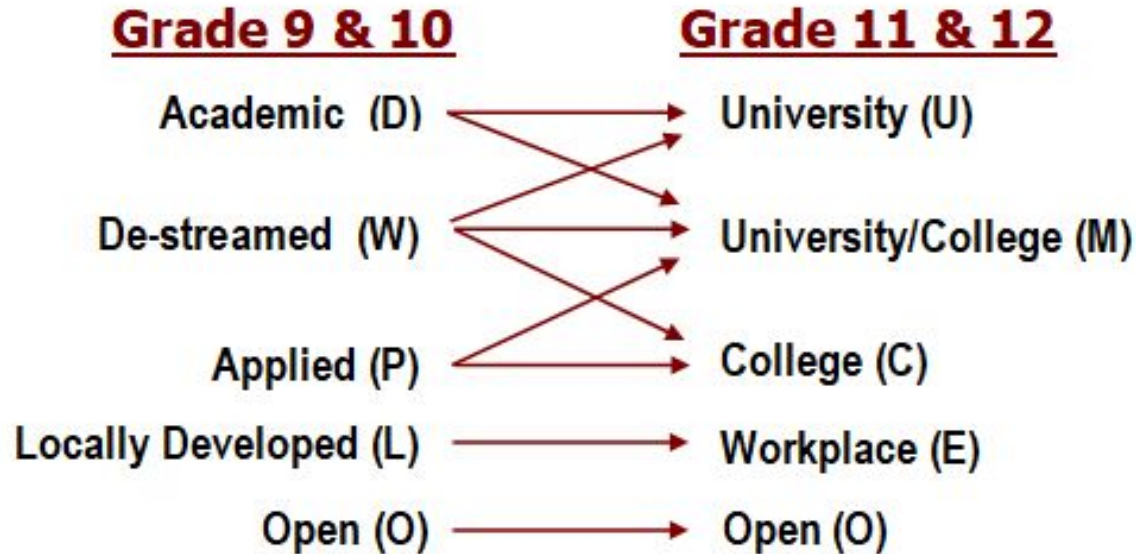 Grade 9 & 10 Grade 11 & 12
Academic (D) University (U)
De-streamed (W) University/College (M)
Applied (P) College (C)
Locally Developed (L) Workplace (E)
Open (O) Open (O)